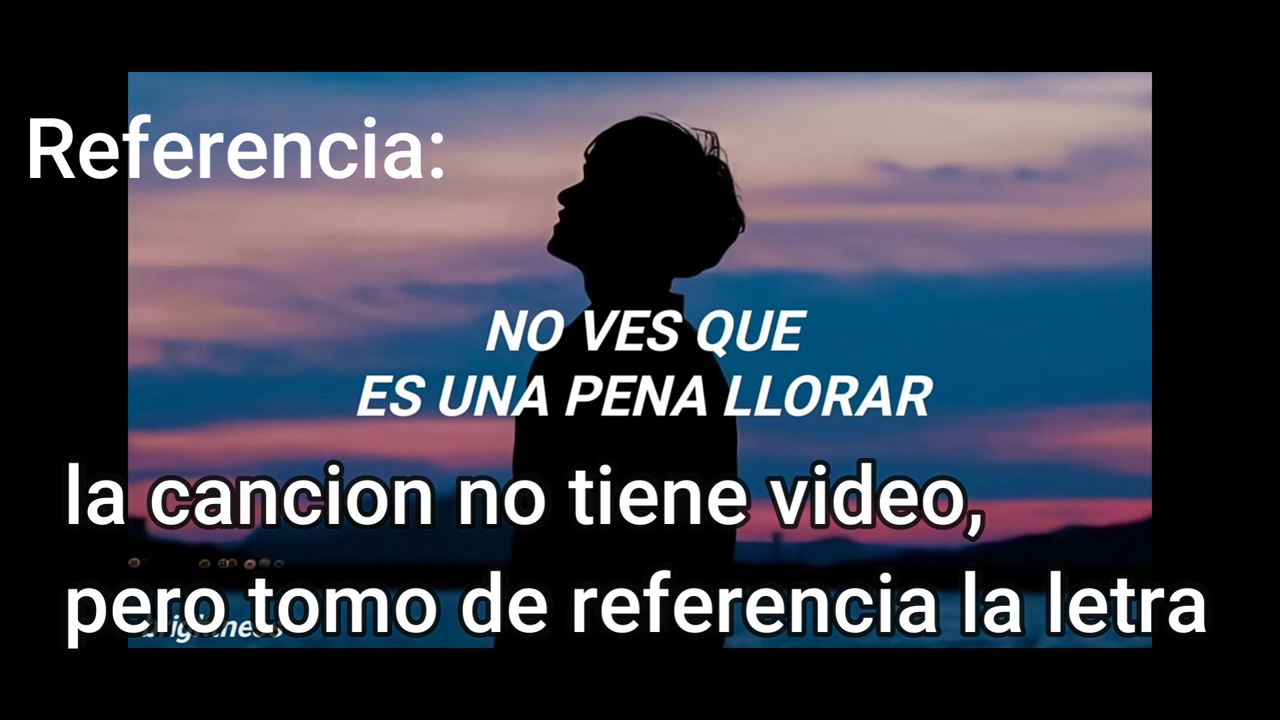 Referencia:
NO VES QUE
ES UNA PENA LLORAR
la cancion no tiene video,
pero tomo de referencia la letra